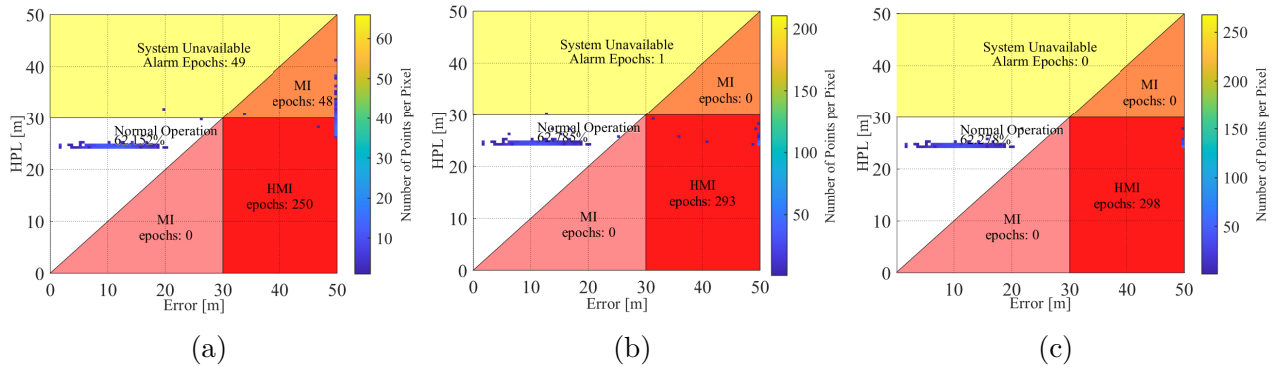 50
40
30
20
10
0
HPL [m]
System Unavailable
Alarm Epochs: 49
MI
epochs: 48
Normal Operation
62.152%
HMI
epochs: 250
MI
epochs: 0
0 10 20 30 40 50
Error [m]
60
50
40
30
20
10
Number of Points per Pixel
(a)
50
40
30
20
10
0
HPL [m]
System Unavailable
Alarm Epochs: 1
MI
epochs: 0
Normal Operation
62.785%
HMI
epochs: 293
MI
epochs: 0
0 10 20 30 40 50
Error [m]
200
150
100
50
Number of Points per Pixel
(b)
50
40
30
20
10
0
HPL [m]
System Unavailable
Alarm Epochs: 0
MI
epochs: 0
Normal Operation
62.278%
HMI
epochs: 298
MI
epochs: 0
10 20 30 40 50
Error [m]
250
200
150
100
50
Number of Points per Pixel
(c)